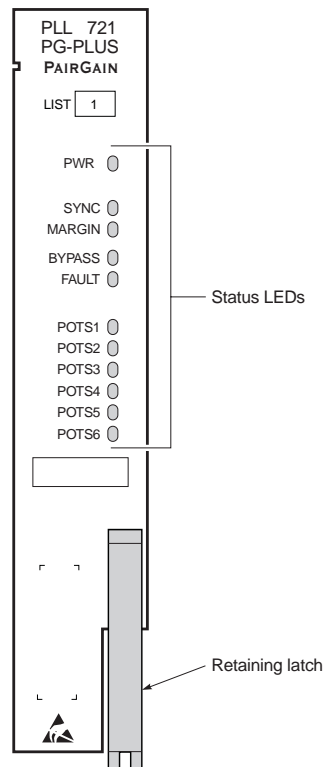 PLL 721
PG-PLUS
PAIRGAIN
LIST 1
PWR
SYNC
MARGIN
BYPASS
FAULT
Status LEDs
POTS1
POTS2
POTS3
POTS4
POTS5
POTS6
Retaining latch